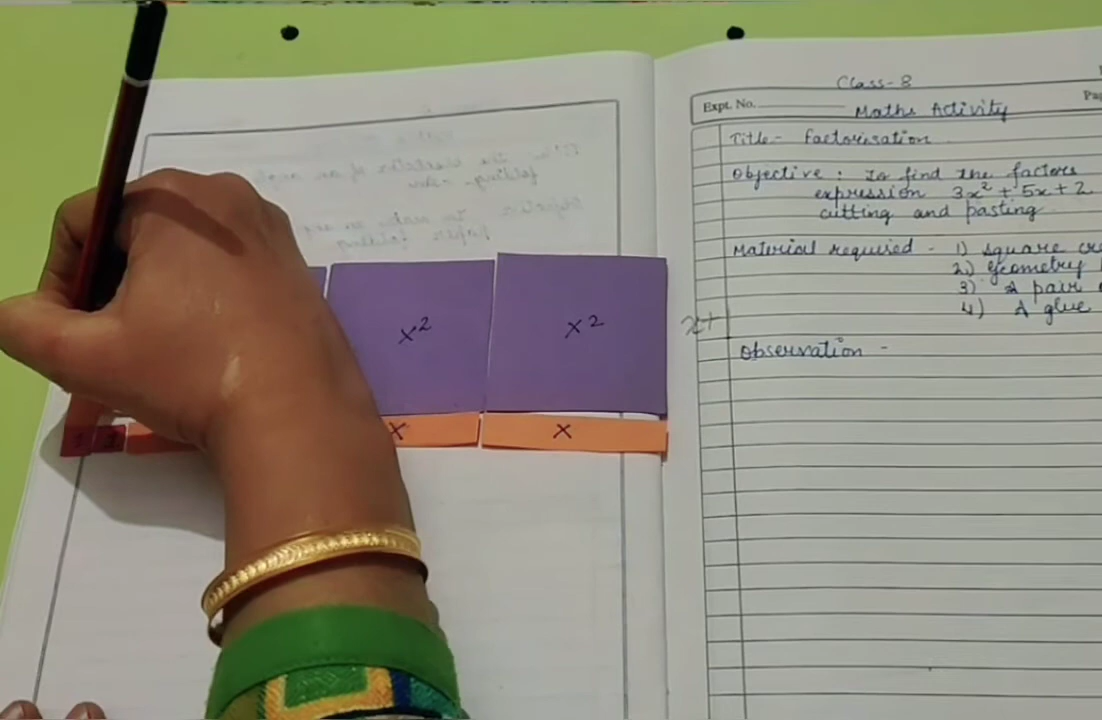 x²
x²
x
x
x+1
Class-8
Expt. No.
Maths Activity
Title - Factorisation
Objective : To find the factors
expression 3x² + 5x + 2
cutting and pasting
Material required - 1) square
2) geometry
3) A pair
4) A glue
Observation -